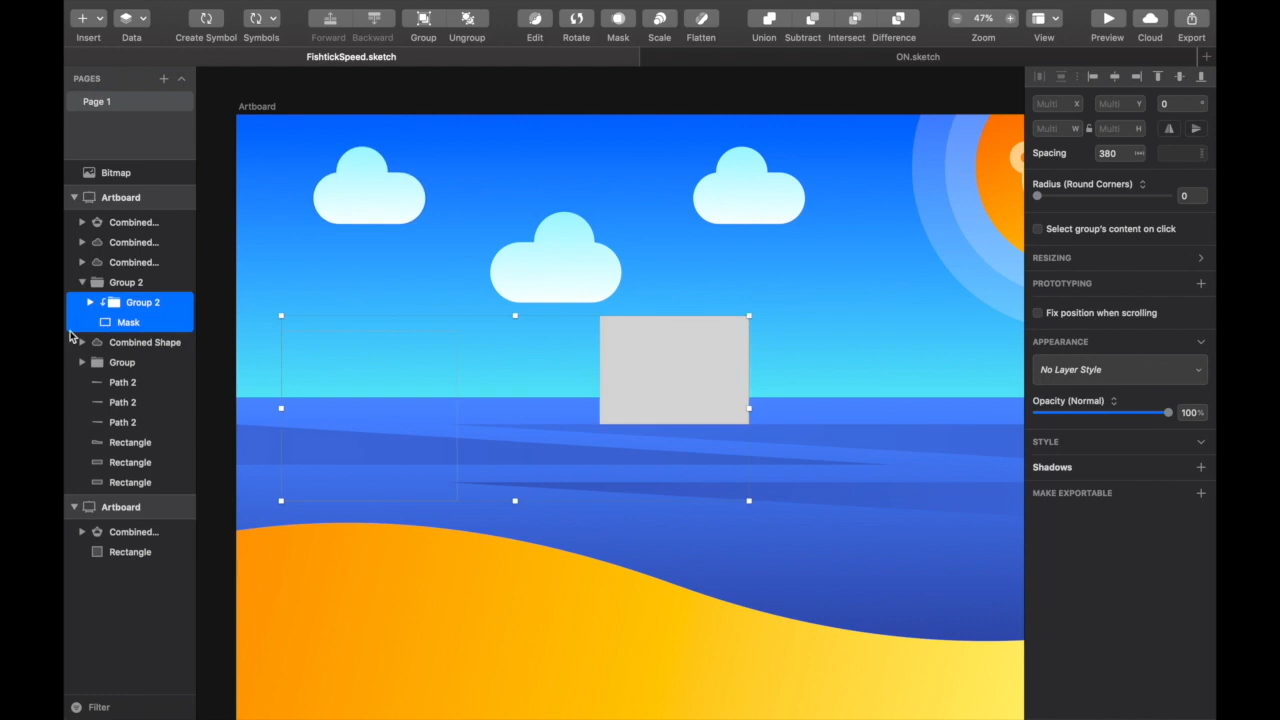 Insert Data Create Symbol Symbols Forward Backward Group Ungroup Edit Rotate Mask Scale Flatten Union Subtract Intersect Difference 47% Zoom View Preview Cloud Export
FishtickSpeed.sketch ON.sketch
PAGES
Page 1
Bitmap
Artboard
Combined...
Combined...
Combined...
Group 2
Group 2
Mask
Combined Shape
Group
Path 2
Path 2
Path 2
Rectangle
Rectangle
Rectangle
Artboard
Combined...
Rectangle
Filter
Artboard
Multi X Multi Y 0 °
Multi W Multi H
Spacing 380
Radius (Round Corners)
0
Select group's content on click
RESIZING
PROTOTYPING
Fix position when scrolling
APPEARANCE
No Layer Style
Opacity (Normal)
100%
STYLE
Shadows
MAKE EXPORTABLE